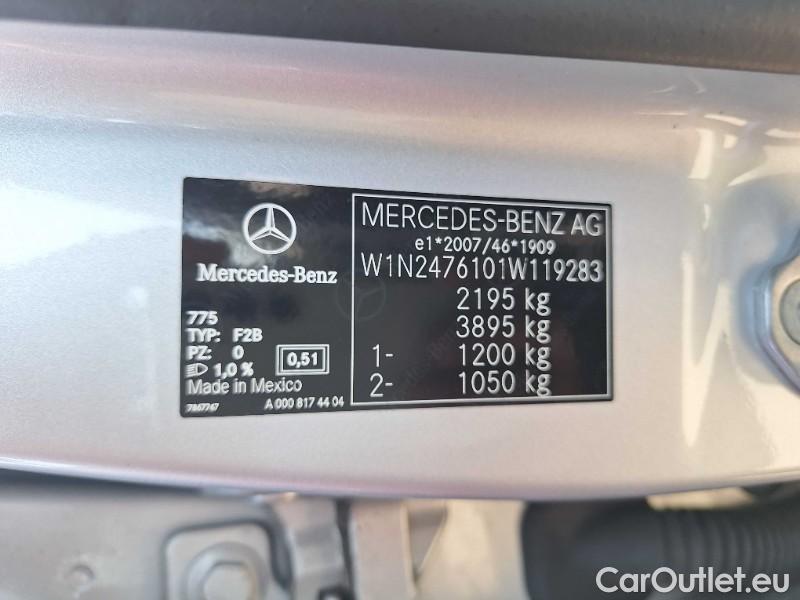 Mercedes-Benz
775
TYP: F2B
PZ: 0
1,0 %
0,51
Made in Mexico
7867767
A 000 817 44 04
MERCEDES-BENZ AG
e1*2007/46*1909
W1N2476101W119283
2195 kg
3895 kg
1- 1200 kg
2- 1050 kg
CarOutlet.eu